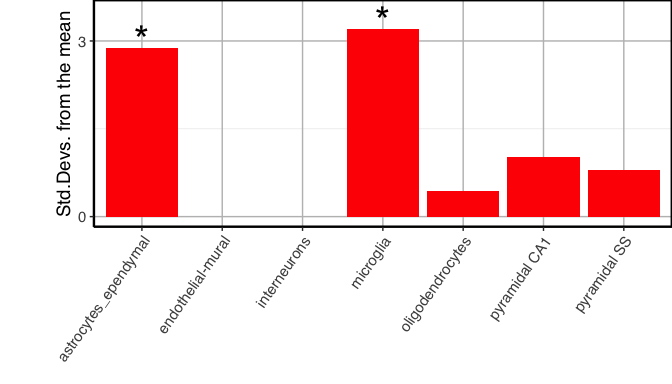 Std.Devs. from the mean
*
*
3
0
astrocytes_ependymal
endothelial-mural
interneurons
microglia
oligodendrocytes
pyramidal CA1
pyramidal SS